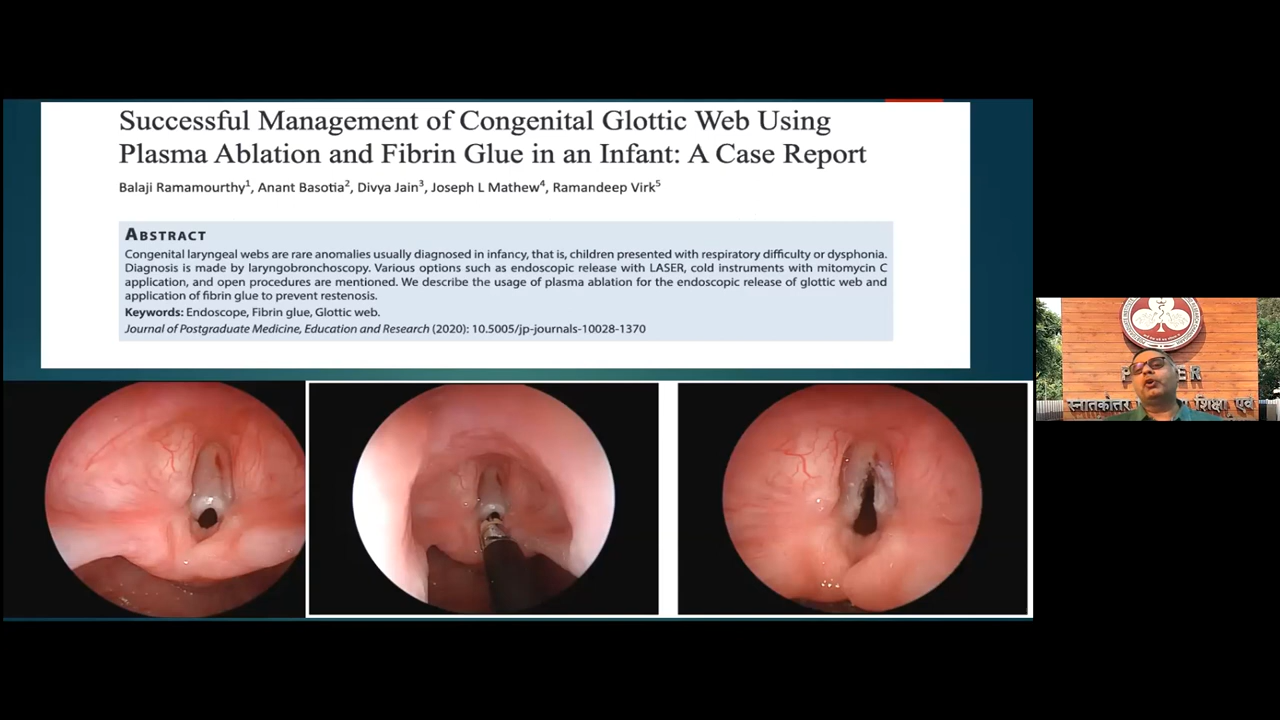 Successful Management of Congenital Glottic Web Using
Plasma Ablation and Fibrin Glue in an Infant: A Case Report
Balaji Ramamourthy1, Anant Basotia2, Divya Jain3, Joseph L Mathew4, Ramandeep Virk5
ABSTRACT
Congenital laryngeal webs are rare anomalies usually diagnosed in infancy, that is, children presented with respiratory difficulty or dysphonia.
Diagnosis is made by laryngobronchoscopy. Various options such as endoscopic release with LASER, cold instruments with mitomycin C
application, and open procedures are mentioned. We describe the usage of plasma ablation for the endoscopic release of glottic web and
application of fibrin glue to prevent restenosis.
Keywords: Endoscope, Fibrin glue, Glottic web.
Journal of Postgraduate Medicine, Education and Research (2020): 10.5005/jp-journals-10028-1370
स्नातकोत्तर शिक्षा एवं